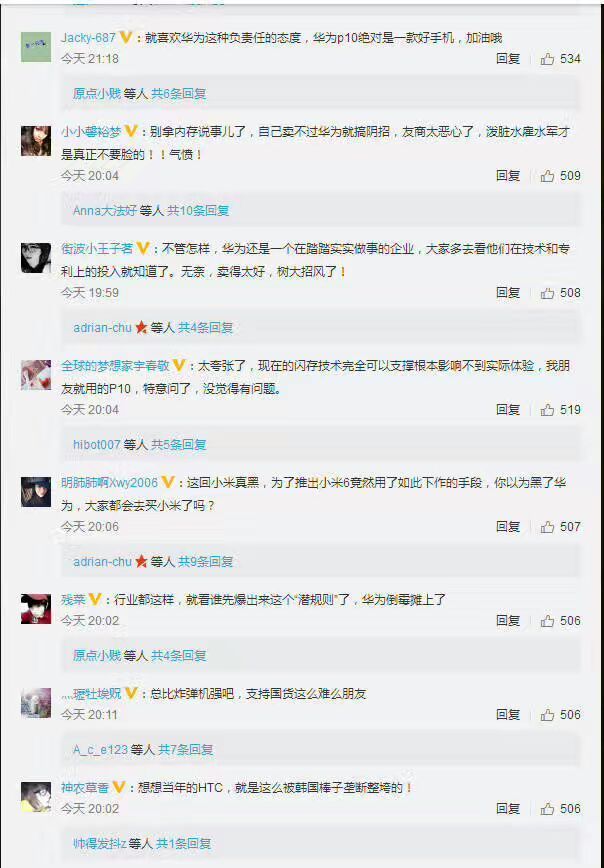 Jacky-687 V：就喜欢华为这种负责任的态度，华为p10绝对是一款好手机，加油哦
今天 21:18 回复 534
原点小贱 等人 共6条回复
小小馨裕梦 V：别拿内存说事儿了，自己卖不过华为就搞阴招，友商太恶心了，泼脏水雇水军才
是真正不要脸的！！气愤！
今天 20:04 回复 509
Anna大法好 等人 共10条回复
街波小王子茗 V：不管怎样，华为还是一个在踏踏实实做事的企业，大家多去看他们在技术和专
利上的投入就知道了。无奈，卖得太好，树大招风了！
今天 19:59 回复 508
adrian-chu 等人 共4条回复
全球的梦想家宇春敬 V：太夸张了，现在的闪存技术完全可以支撑根本影响不到实际体验，我朋
友就用的P10，特意问了，没觉得有问题。
今天 20:04 回复 519
hibot007 等人 共5条回复
明肺肺啊Xwy2006 V：这回小米真黑，为了推出小米6竟然用了如此下作的手段，你以为黑了华
为，大家都会去买小米了吗？
今天 20:06 回复 507
adrian-chu 等人 共9条回复
残菜 V：行业都这样，就看谁先爆出来这个“潜规则”了，华为倒霉摊上了
今天 20:02 回复 506
原点小贱 等人 共4条回复
灬瓑牡埃贶 V：总比炸弹机强吧，支持国货这么难么朋友
今天 20:11 回复 506
A_c_e123 等人 共7条回复
神农草香 V：想想当年的HTC，就是这么被韩国棒子垄断整垮的！
今天 20:02 回复 506
帅得发抖z 等人 共1条回复